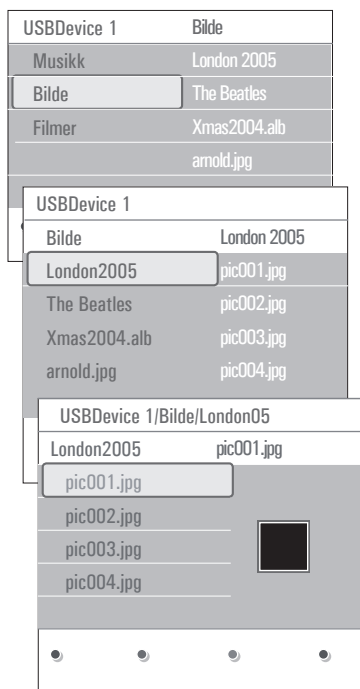 USBDevice 1 Bilde
Musikk London 2005
Bilde The Beatles
Filmer Xmas2004.alb
arnold.jpg
USBDevice 1
Bilde London 2005
London2005 pic001.jpg
The Beatles pic002.jpg
Xmas2004.alb pic003.jpg
arnold.jpg pic004.jpg
USBDevice 1/Bilde/London05
London2005 pic001.jpg
pic001.jpg
pic002.jpg
pic003.jpg
pic004.jpg